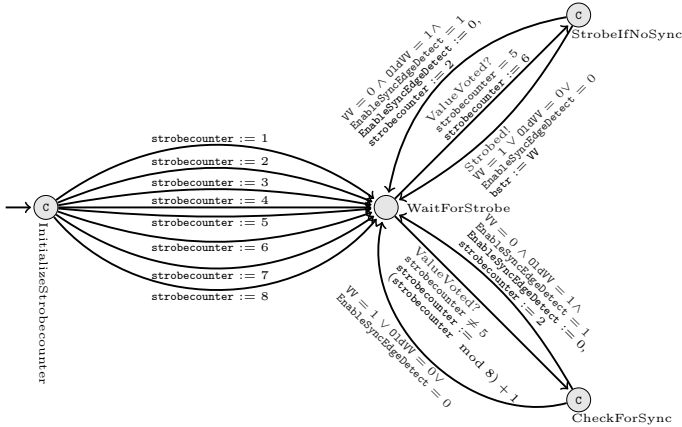 strobecounter := 1
strobecounter := 2
strobecounter := 3
strobecounter := 4
strobecounter := 5
strobecounter := 6
strobecounter := 7
strobecounter := 8
C
InitializeStrobecounter
WaitForStrobe
VV = 0 ∧ OldVV = 1∧
EnableSyncEdgeDetect = 1
EnableSyncEdgeDetect := 0,
strobecounter := 2
ValueVoted?
strobecounter = 5
strobecounter := 6
Strobed!
VV = 1 ∨ OldVV = 0∨
EnableSyncEdgeDetect = 0
bstr := VV
C
StrobeIfNoSync
VV = 0 ∧ OldVV = 1∧
EnableSyncEdgeDetect = 1
EnableSyncEdgeDetect := 0,
strobecounter := 2
ValueVoted?
strobecounter ≠ 5
strobecounter :=
(strobecounter mod 8) + 1
VV = 1 ∨ OldVV = 0∨
EnableSyncEdgeDetect = 0
C
CheckForSync